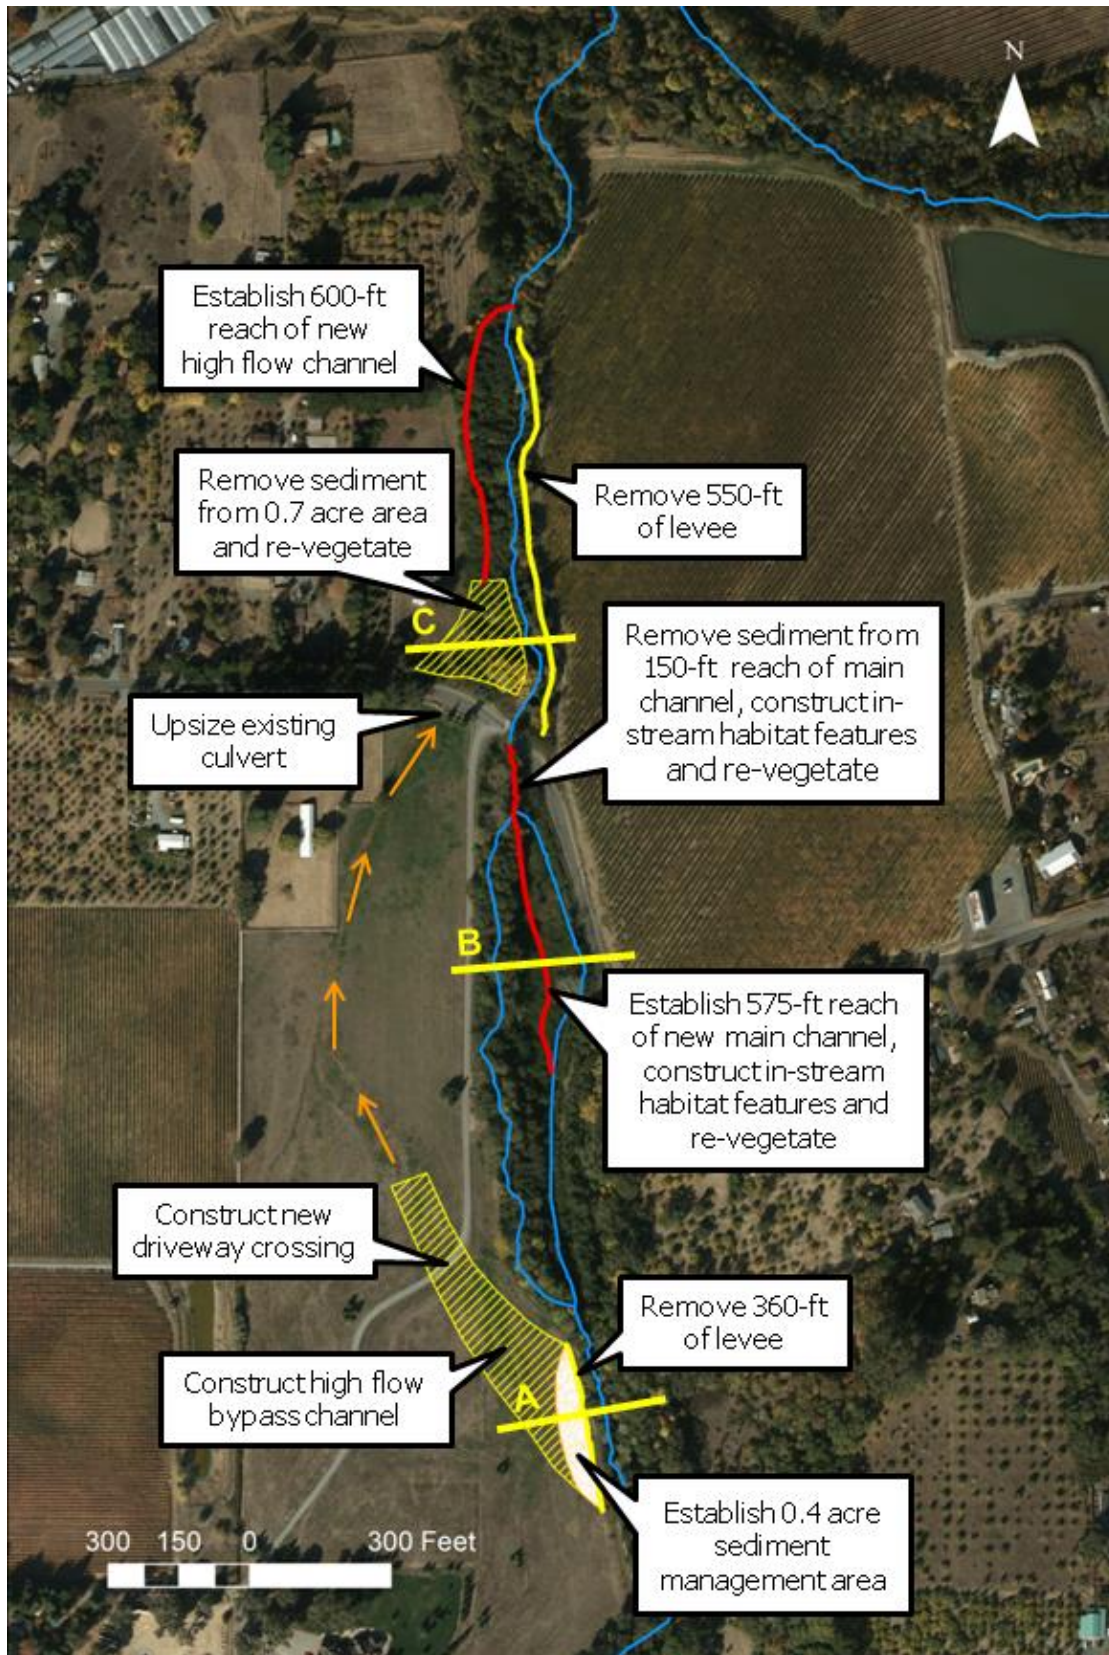 N
Establish 600-ft
reach of new
high flow channel
Remove sediment
from 0.7 acre area
and re-vegetate
Remove 550-ft
of levee
C
Remove sediment from
150-ft reach of main
channel, construct in-
stream habitat features
and re-vegetate
Upsize existing
culvert
B
Establish 575-ft reach
of new main channel,
construct in-stream
habitat features and
re-vegetate
Construct new
driveway crossing
Remove 360-ft
of levee
Construct high flow
bypass channel
A
Establish 0.4 acre
sediment
management area
300 150 0 300 Feet